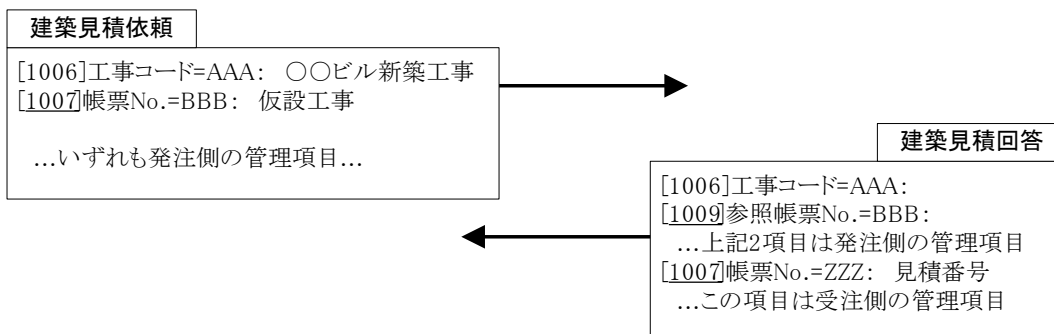 建築見積依頼
[1006]工事コード=AAA： ○○ビル新築工事
[1007]帳票No.=BBB： 仮設工事
…いずれも発注側の管理項目…
建築見積回答
[1006]工事コード=AAA：
[1009]参照帳票No.=BBB：
…上記2項目は発注側の管理項目
[1007]帳票No.=ZZZ： 見積番号
…この項目は受注側の管理項目